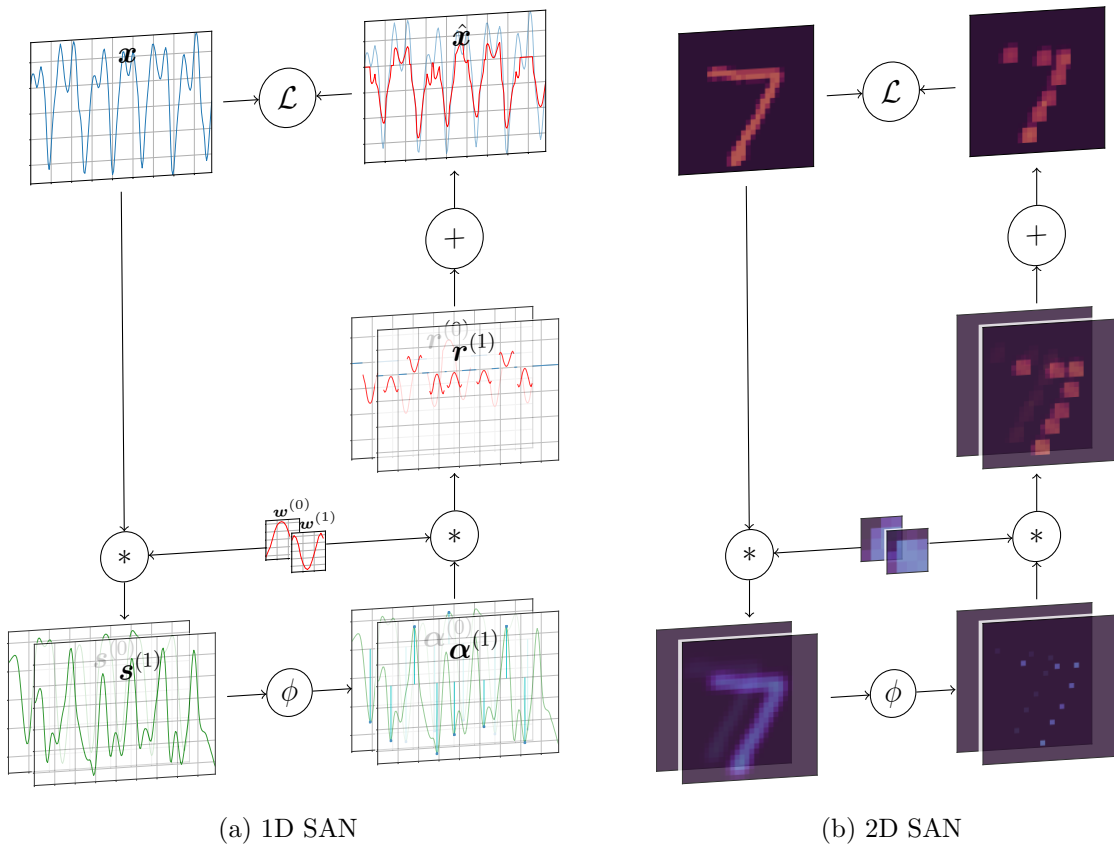 x
ℒ
x̂
ℒ
+
+
r^(0)
r^(1)
w^(0)
w^(1)
*
*
*
*
s^(0)
s^(1)
α^(0)
α^(1)
ϕ
ϕ
(a) 1D SAN
(b) 2D SAN